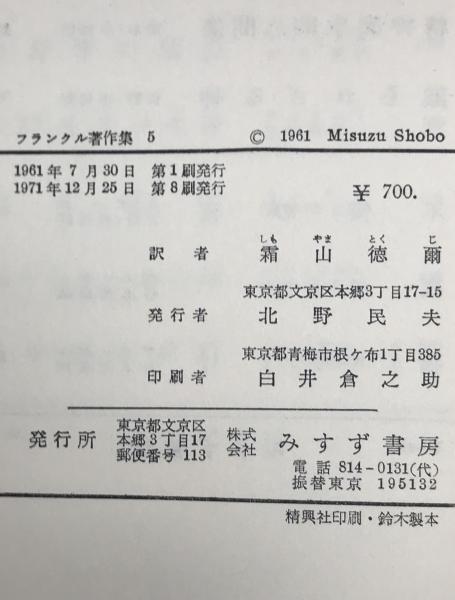 フランクル著作集 5
© 1961 Misuzu Shobo
1961年 7 月 30 日 第1刷発行
1971年 12 月 25 日 第8刷発行
¥ 700.
しも やま とく じ
訳者 霜山徳爾
東京都文京区本郷3丁目17-15
発行者 北野民夫
東京都青梅市根ケ布1丁目385
印刷者 白井倉之助
発行所
東京都文京区
本郷3丁目17
郵便番号 113
株式
会社
みすず書房
電話 814-0131(代)
振替東京 195132
精興社印刷・鈴木製本